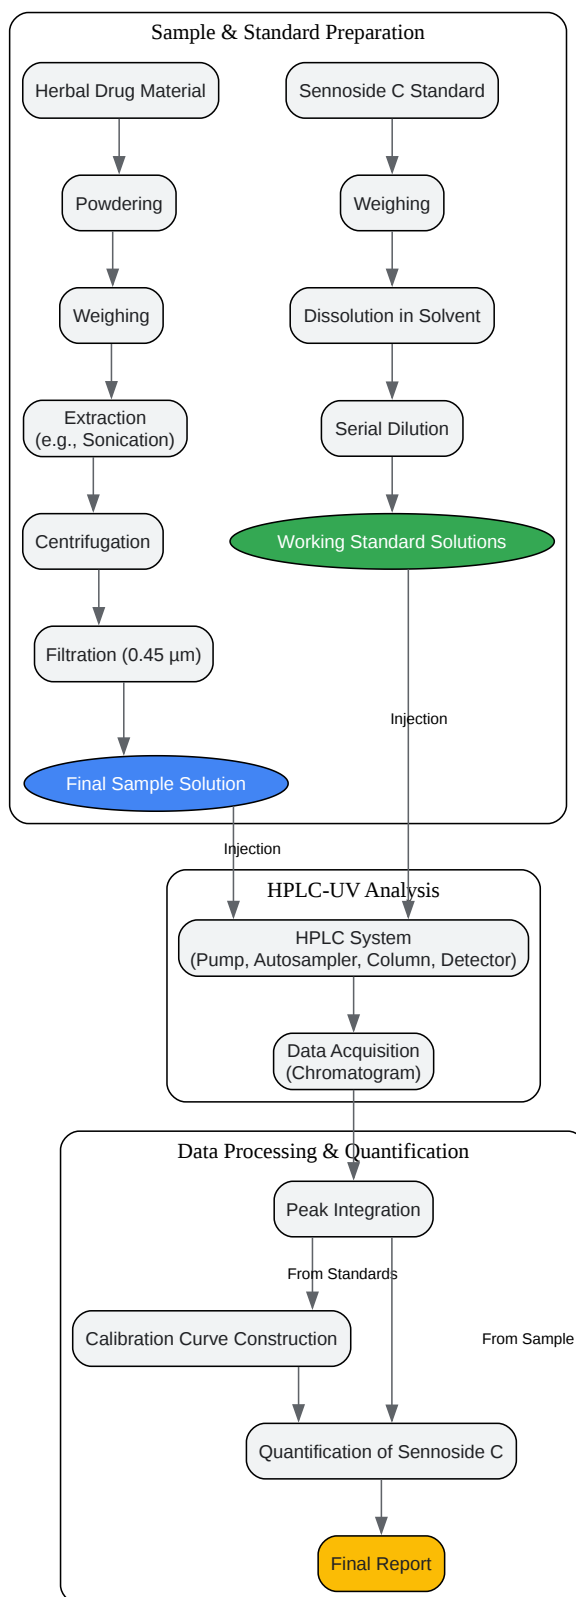 Sample & Standard Preparation
Herbal Drug Material
Sennoside C Standard
Powdering
Weighing
Weighing
Dissolution in Solvent
Extraction
(e.g., Sonication)
Serial Dilution
Centrifugation
Working Standard Solutions
Filtration (0.45 µm)
Injection
Final Sample Solution
Injection
HPLC-UV Analysis
HPLC System
(Pump, Autosampler, Column, Detector)
Data Acquisition
(Chromatogram)
Data Processing & Quantification
Peak Integration
From Standards
Calibration Curve Construction
From Sample
Quantification of Sennoside C
Final Report